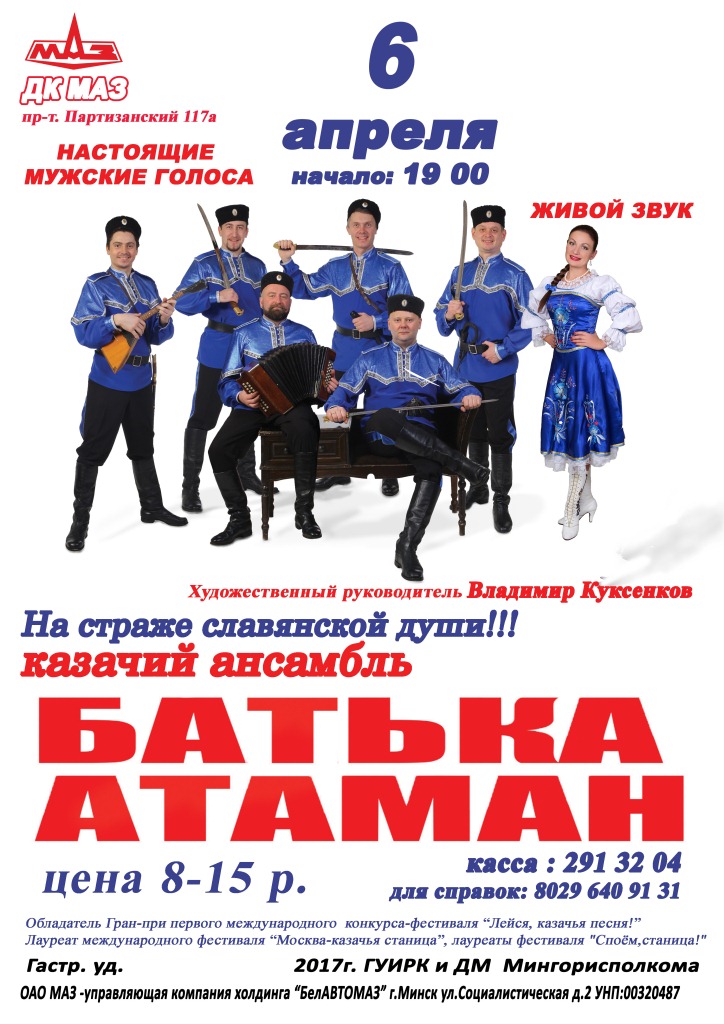 МАЗ
ДК МАЗ
пр-т. Партизанский 117а
НАСТОЯЩИЕ
МУЖСКИЕ ГОЛОСА
6
апреля
начало: 19 00
ЖИВОЙ ЗВУК
Художественный руководитель Владимир Куксенков
На страже славянской души!!!
казачий ансамбль
БАТЬКА
АТАМАН
цена 8-15 р.
касса : 291 32 04
для справок: 8029 640 91 31
Обладатель Гран-при первого международного конкурса-фестиваля “Лейся, казачья песня!”
Лауреат международного фестиваля “Москва-казачья станица”, лауреаты фестиваля "Споём,станица!"
Гастр. уд. 2017г. ГУИРК и ДМ Мингорисполкома
ОАО МАЗ -управляющая компания холдинга “БелАВТОМАЗ” г.Минск ул.Социалистическая д.2 УНП:00320487